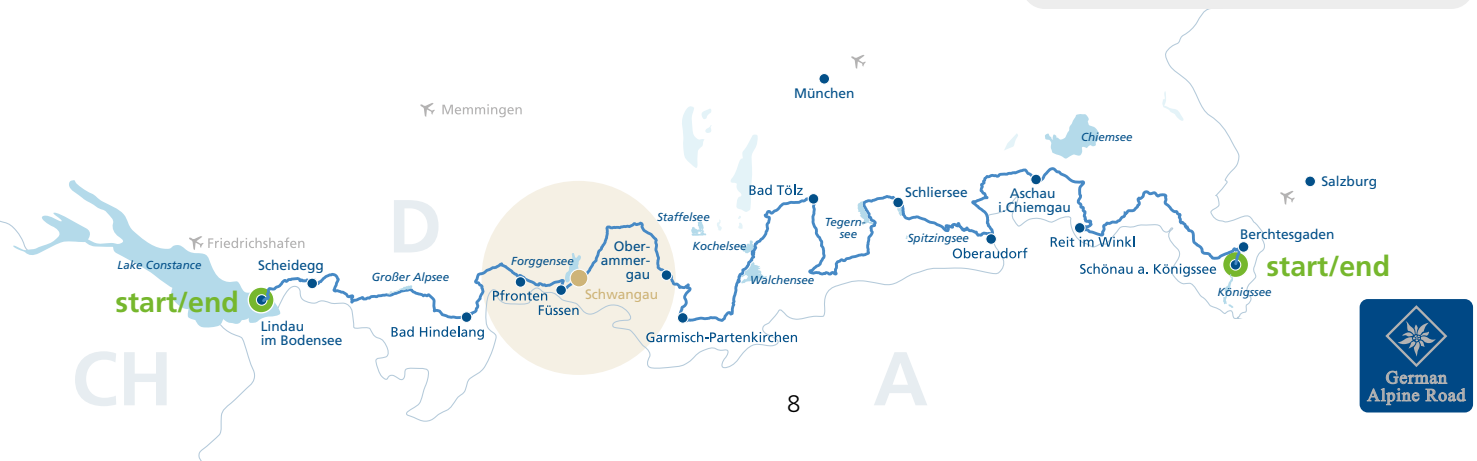 München
Memmingen
Chiemsee
Salzburg
Bad Tölz
Schliersee
Aschau
i.Chiemgau
D
Staffelsee
Tegern-
see
Friedrichshafen
Ober-
ammer-
gau
Kochelsee
Spitzingsee
Reit im Winkl
Berchtesgaden
Lake Constance
Scheidegg
Großer Alpsee
Forggensee
Oberaudorf
Schönau a. Königssee
start/end
Walchensee
Königssee
start/end
Pfronten
Schwangau
Füssen
Lindau
im Bodensee
Bad Hindelang
Garmisch-Partenkirchen
CH
A
8
German
Alpine Road